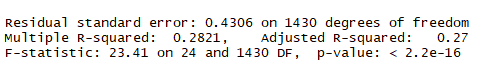 Residual standard error: 0.4306 on 1430 degrees of freedom
Multiple R-squared:  0.2821,    Adjusted R-squared:   0.27
F-statistic: 23.41 on 24 and 1430 DF,  p-value: < 2.2e-16